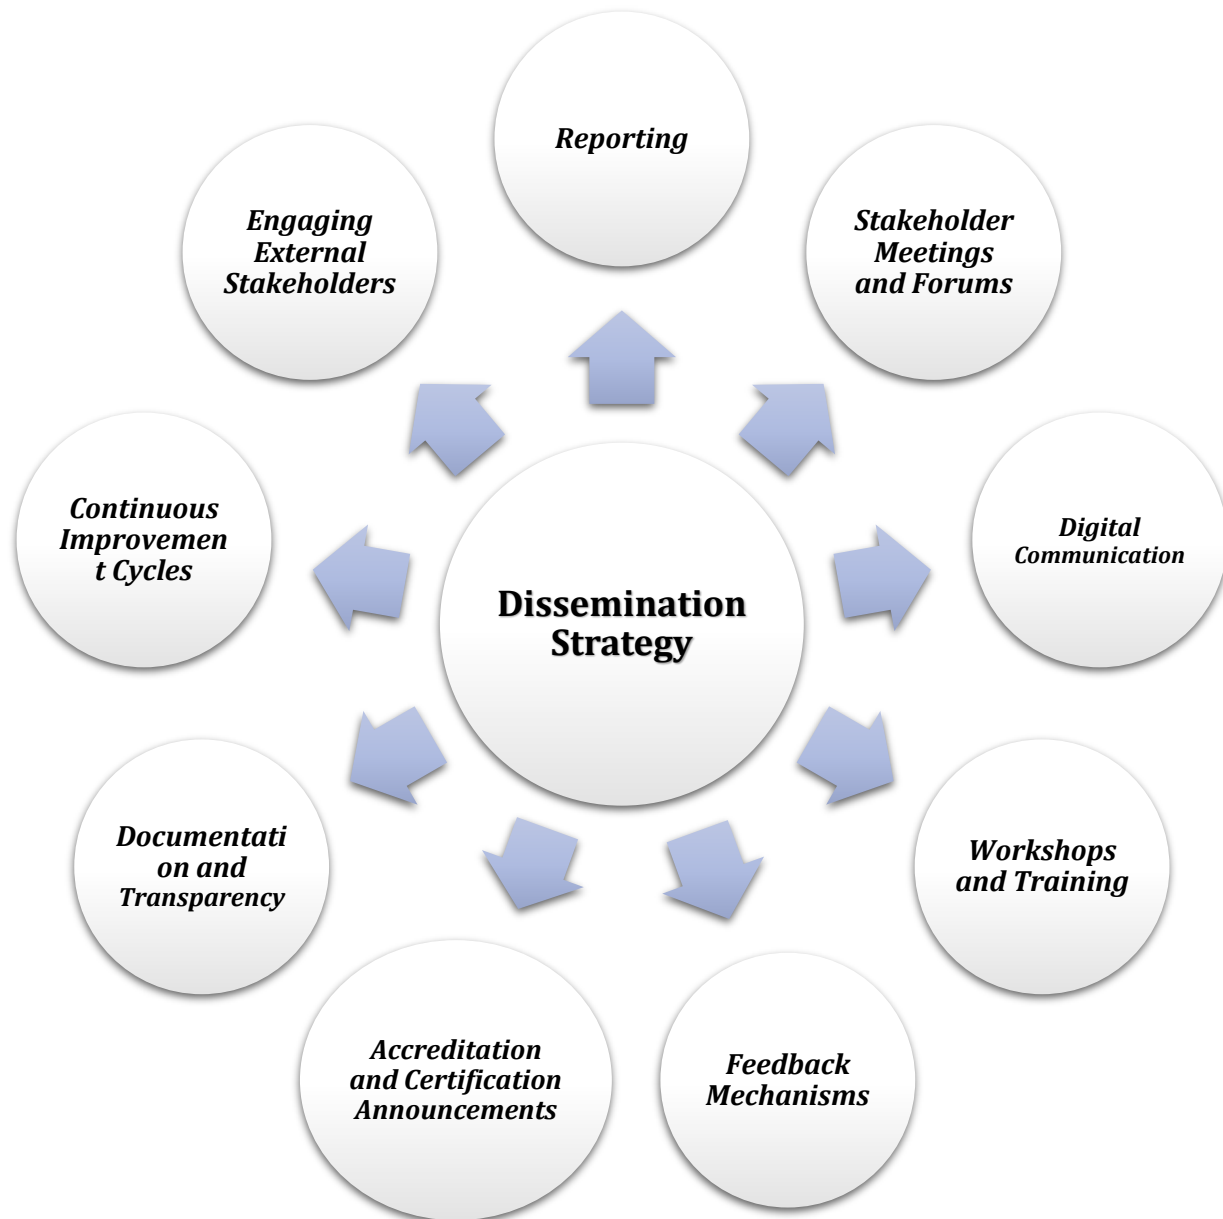 Reporting
Stakeholder
Meetings
and Forums
Digital
Communication
Workshops
and Training
Feedback
Mechanisms
Accreditation
and Certification
Announcements
Documentati
on and
Transparency
Continuous
Improvemen
t Cycles
Engaging
External
Stakeholders
Dissemination
Strategy